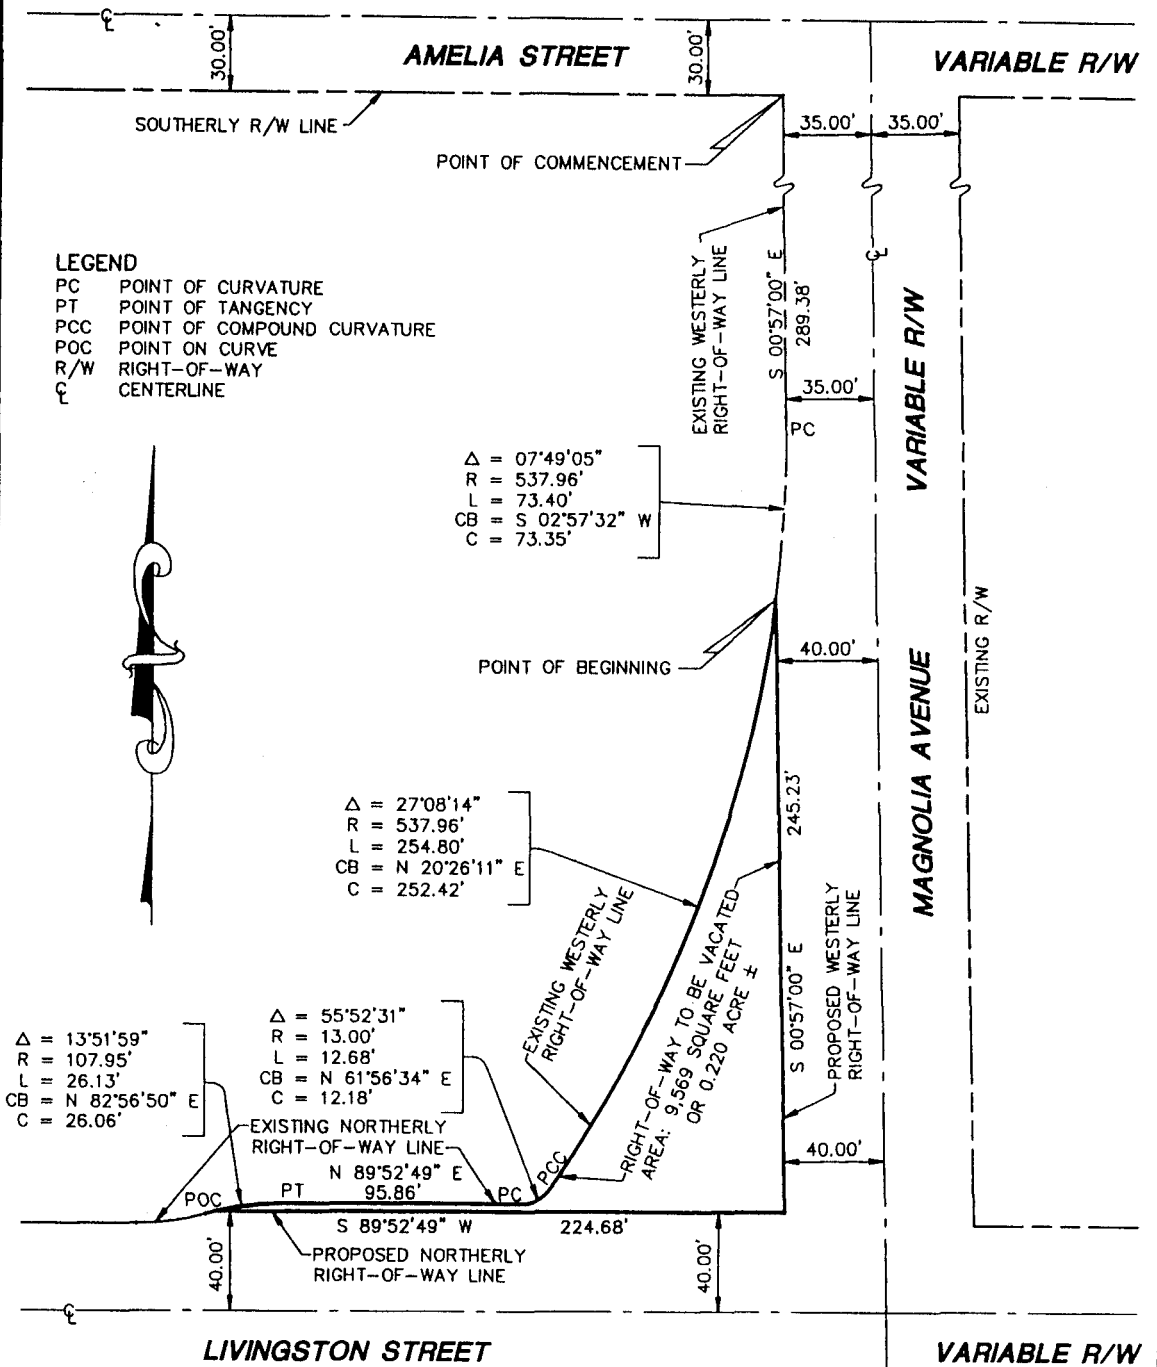 ℄
30.00'
AMELIA STREET
30.00'
VARIABLE R/W
SOUTHERLY R/W LINE
35.00'
35.00'
POINT OF COMMENCEMENT
LEGEND
PC POINT OF CURVATURE
PT POINT OF TANGENCY
PCC POINT OF COMPOUND CURVATURE
POC POINT ON CURVE
R/W RIGHT-OF-WAY
℄ CENTERLINE
EXISTING WESTERLY
RIGHT-OF-WAY LINE
S 00°57'00" E
289.38'
℄
VARIABLE R/W
35.00'
PC
Δ = 07°49'05"
R = 537.96'
L = 73.40'
CB = S 02°57'32" W
C = 73.35'
POINT OF BEGINNING
40.00'
MAGNOLIA AVENUE
EXISTING R/W
245.23'
S 00°57'00" E
Δ = 27°08'14"
R = 537.96'
L = 254.80'
CB = N 20°26'11" E
C = 252.42'
EXISTING WESTERLY
RIGHT-OF-WAY LINE
RIGHT-OF-WAY TO BE VACATED
AREA: 9,569 SQUARE FEET
OR 0.220 ACRE ±
PROPOSED WESTERLY
RIGHT-OF-WAY LINE
Δ = 55°52'31"
R = 13.00'
L = 12.68'
CB = N 61°56'34" E
C = 12.18'
Δ = 13°51'59"
R = 107.95'
L = 26.13'
CB = N 82°56'50" E
C = 26.06'
EXISTING NORTHERLY
RIGHT-OF-WAY LINE
40.00'
POC
PT
N 89°52'49" E
95.86'
PC
PCC
S 89°52'49" W
224.68'
PROPOSED NORTHERLY
RIGHT-OF-WAY LINE
40.00'
40.00'
℄
LIVINGSTON STREET
VARIABLE R/W